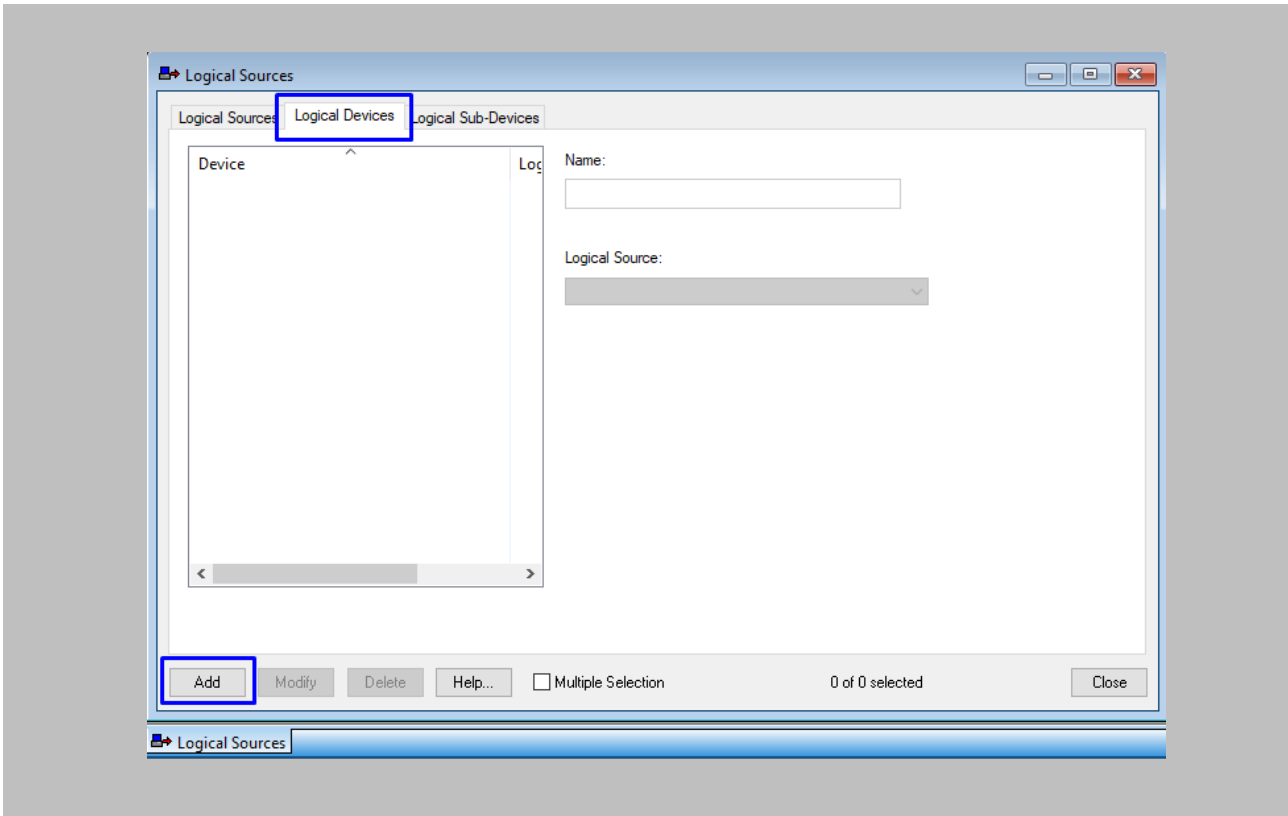 Logical Sources
Logical Sources Logical Devices Logical Sub-Devices
Device Log Name:
Logical Source:
Add Modify Delete Help... Multiple Selection 0 of 0 selected Close
Logical Sources